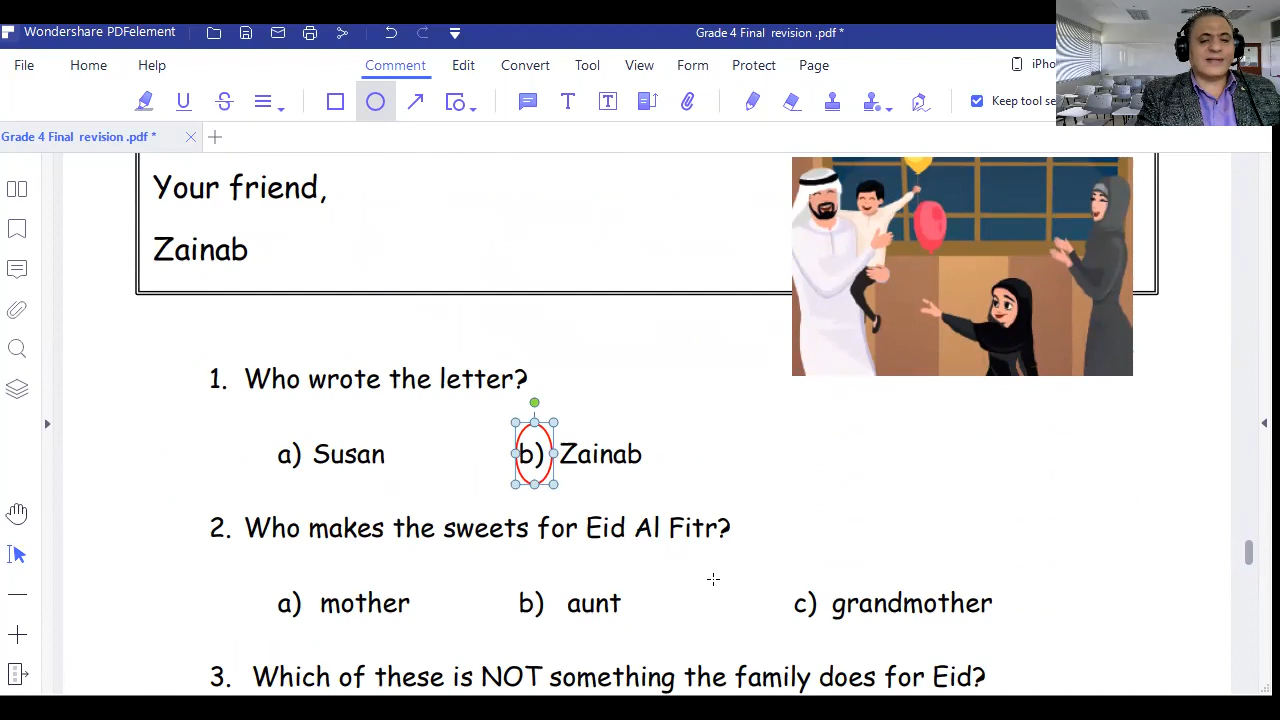 Wondershare PDFelement
Grade 4 Final revision .pdf *
File Home Help Comment Edit Convert Tool View Form Protect Page
Keep tool se
Grade 4 Final revision .pdf *
Your friend,
Zainab
1. Who wrote the letter?
a) Susan b) Zainab
2. Who makes the sweets for Eid Al Fitr?
a) mother b) aunt c) grandmother
3. Which of these is NOT something the family does for Eid?